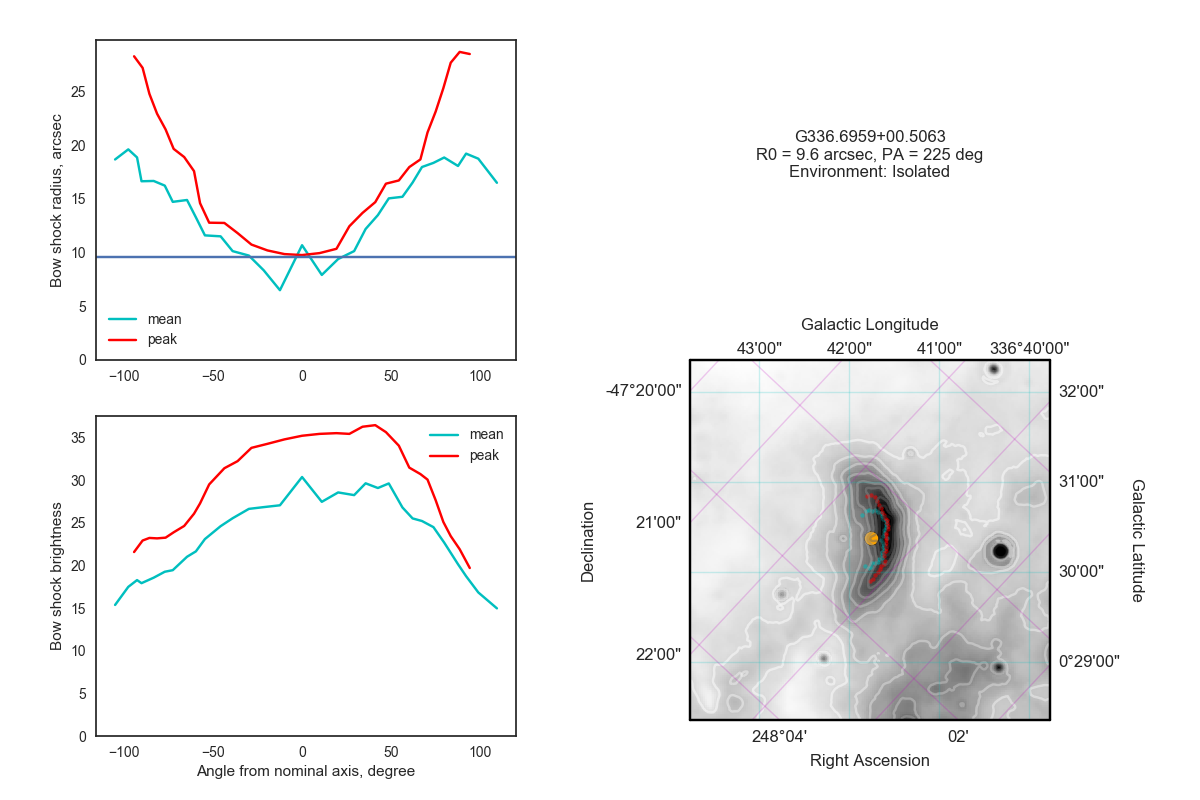 25
20
15
10
5
0
Bow shock radius, arcsec
mean
peak
−100
−50
0
50
100
35
30
25
20
15
10
5
0
Bow shock brightness
mean
peak
−100
−50
0
50
100
Angle from nominal axis, degree
G336.6959+00.5063
R0 = 9.6 arcsec, PA = 225 deg
Environment: Isolated
Galactic Longitude
43'00"
42'00"
41'00"
336°40'00"
-47°20'00"
21'00"
22'00"
Declination
32'00"
31'00"
30'00"
0°29'00"
Galactic Latitude
248°04'
02'
Right Ascension